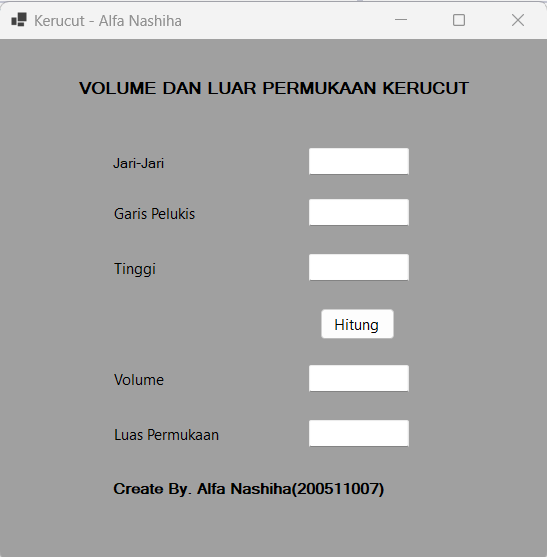 Kerucut - Alfa Nashiha
VOLUME DAN LUAR PERMUKAAN KERUCUT
Jari-Jari
Garis Pelukis
Tinggi
Hitung
Volume
Luas Permukaan
Create By. Alfa Nashiha(200511007)